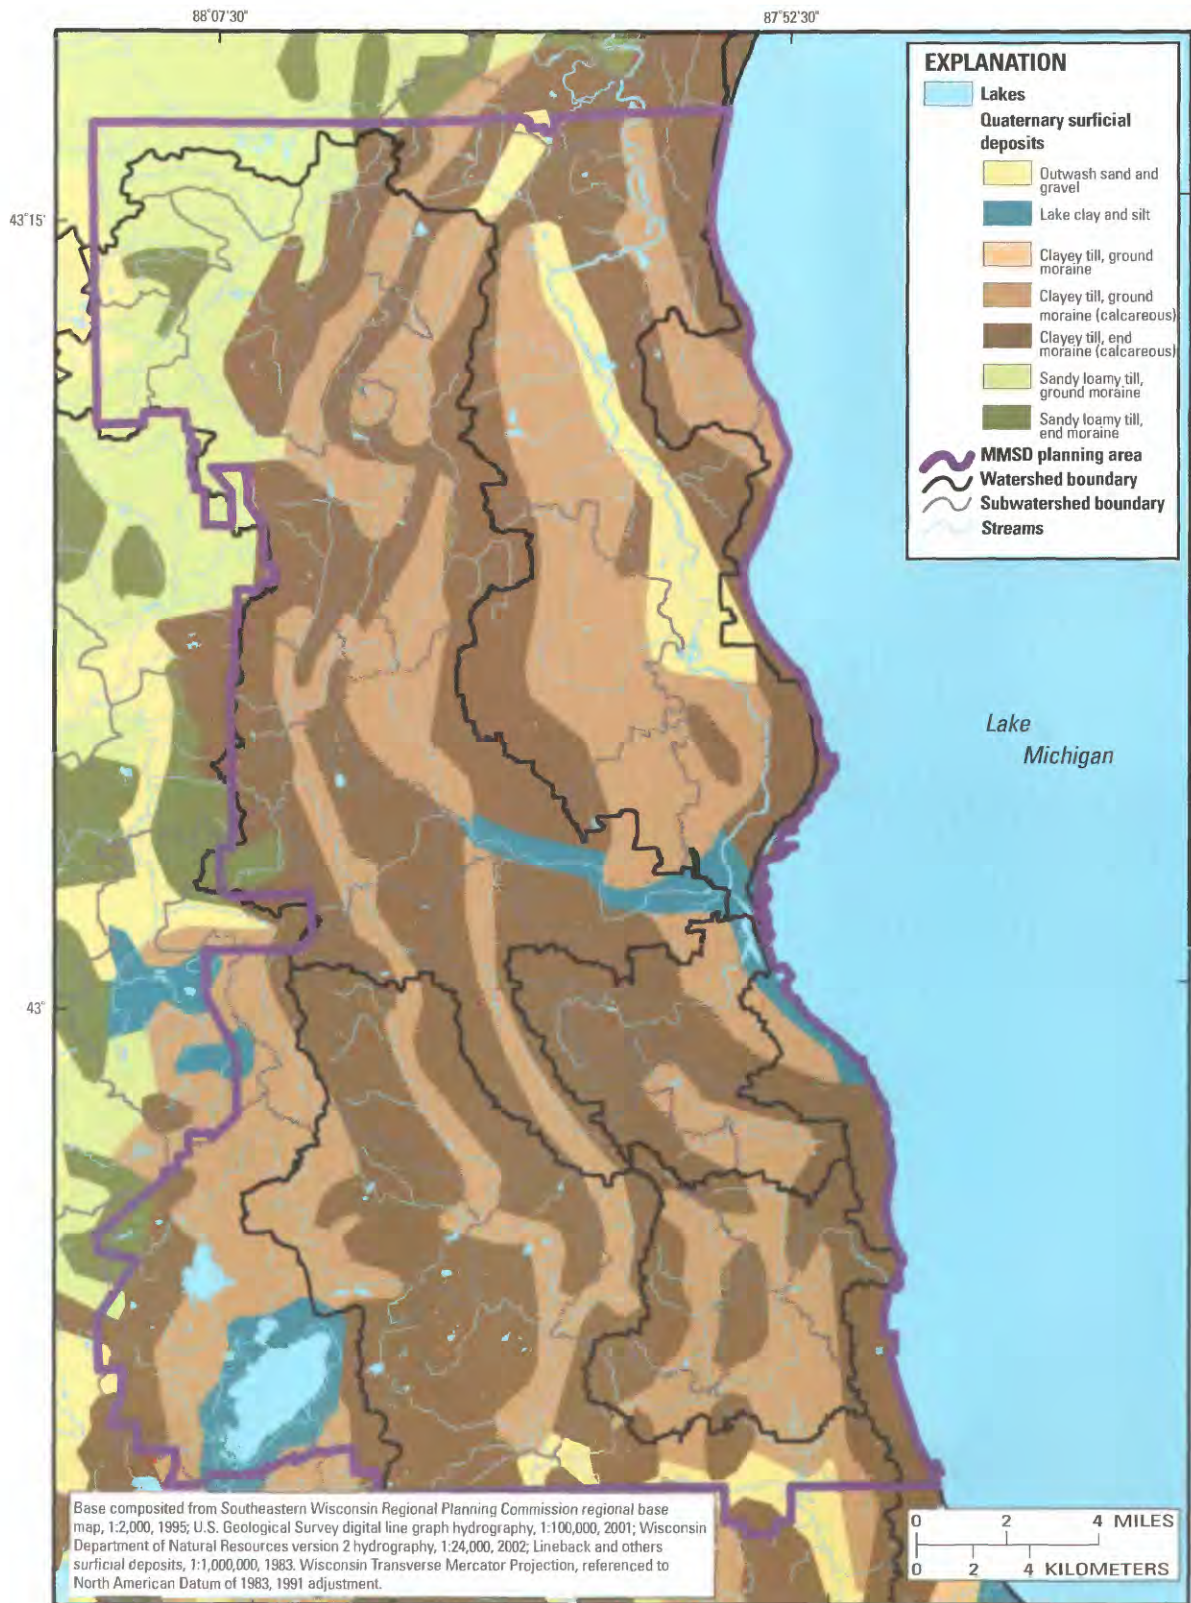 88°07'30"
87°52'30"
43°15'
43°
EXPLANATION
Lakes
Quaternary surficial
deposits
Outwash sand and
gravel
Lake clay and silt
Clayey till, ground
moraine
Clayey till, ground
moraine (calcareous)
Clayey till, end
moraine (calcareous)
Sandy loamy till,
ground moraine
Sandy loamy till,
end moraine
MMSD planning area
Watershed boundary
Subwatershed boundary
Streams
Lake
Michigan
Base composited from Southeastern Wisconsin Regional Planning Commission regional base
map, 1:2,000, 1995; U.S. Geological Survey digital line graph hydrography, 1:100,000, 2001; Wisconsin
Department of Natural Resources version 2 hydrography, 1:24,000, 2002; Lineback and others
surficial deposits, 1:1,000,000, 1983. Wisconsin Transverse Mercator Projection, referenced to
North American Datum of 1983, 1991 adjustment.
0 2 4 MILES
0 2 4 KILOMETERS